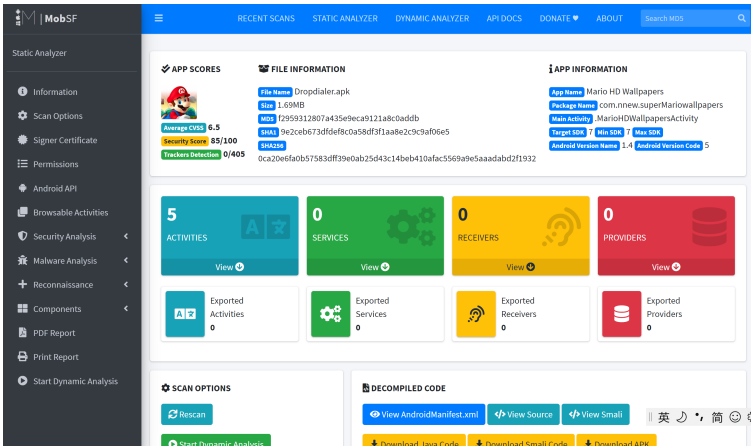 MobSF
RECENT SCANS STATIC ANALYZER DYNAMIC ANALYZER API DOCS DONATE ♥ ABOUT Search MD5
Static Analyzer
Information
Scan Options
Signer Certificate
Permissions
Android API
Browsable Activities
Security Analysis
Malware Analysis
Reconnaissance
Components
PDF Report
Print Report
Start Dynamic Analysis
APP SCORES
Average CVSS 6.5
Security Score 85/100
Trackers Detection 0/405
FILE INFORMATION
File Name Dropdialer.apk
Size 1.69MB
MD5 f2959312807a435e9eca9121a8c0addb
SHA1 9e2ceb673dfdef8c0a58df3f1aa8e2c9c9af06e5
SHA256
0ca20e6fa0b57583dff39e0ab25d43c14beb410afac5569a9e5aaadabd2f1932
APP INFORMATION
App Name Mario HD Wallpapers
Package Name com.nnew.superMariowallpapers
Main Activity .MarioHDWallpapersActivity
Target SDK 7 Min SDK 7 Max SDK
Android Version Name 1.4 Android Version Code 5
5
ACTIVITIES
View
0
SERVICES
View
0
RECEIVERS
View
0
PROVIDERS
View
Exported
Activities
0
Exported
Services
0
Exported
Receivers
0
Exported
Providers
0
SCAN OPTIONS
Rescan
Start Dynamic Analysis
DECOMPILED CODE
View AndroidManifest.xml View Source View Smali
Download Java Code Download Smali Code Download APK
英 简